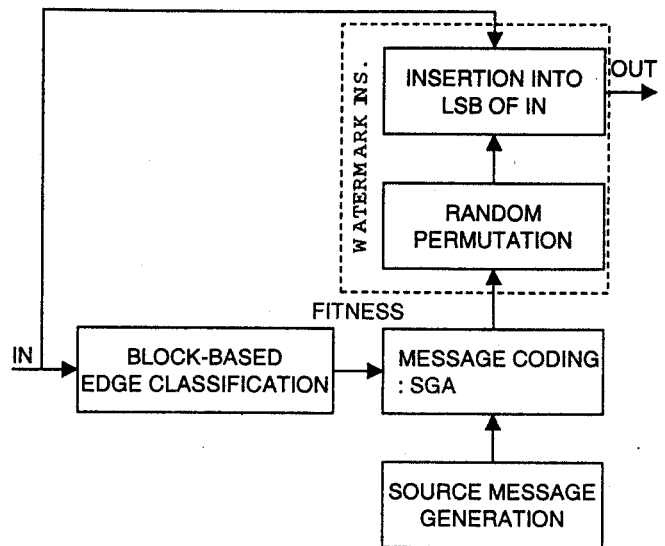 INSERTION INTO
LSB OF IN
OUT
WATERMARK INS.
RANDOM
PERMUTATION
FITNESS
IN
BLOCK-BASED
EDGE CLASSIFICATION
MESSAGE CODING
: SGA
SOURCE MESSAGE
GENERATION